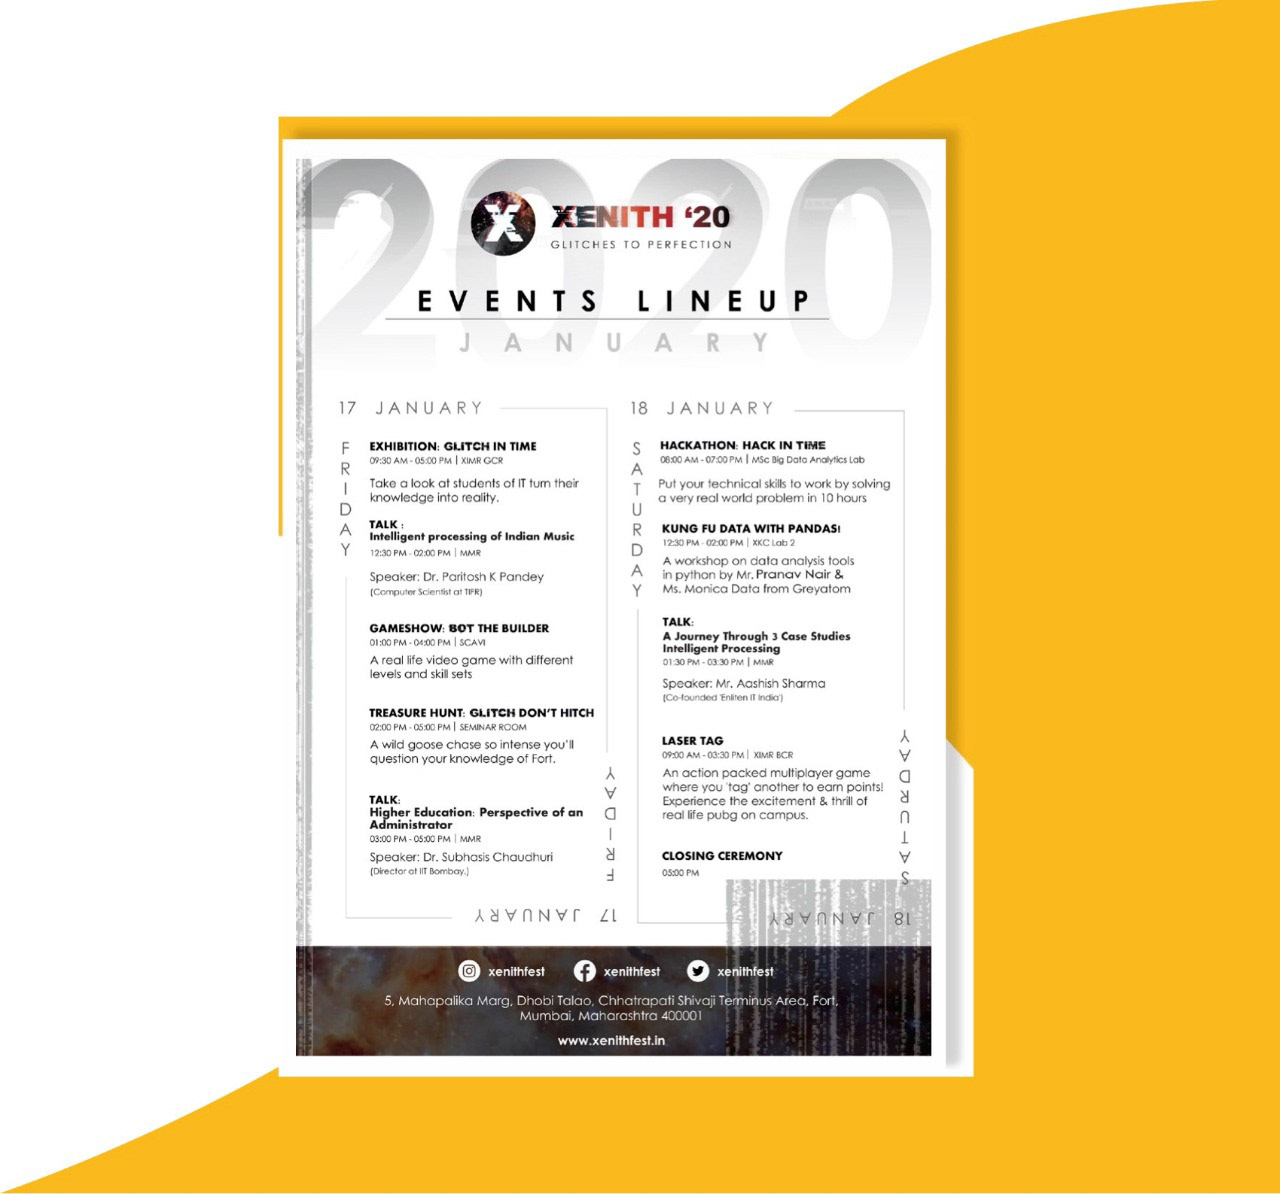 2020
X
XENITH ‘20
GLITCHES TO PERFECTION
EVENTS LINEUP
JANUARY
17 JANUARY
FRIDAY
EXHIBITION: GLITCH IN TIME
09:30 AM - 05:00 PM | XIMR GCR
Take a look at students of IT turn their
knowledge into reality.
TALK :
Intelligent processing of Indian Music
12:30 PM - 02:00 PM | MMR
Speaker: Dr. Paritosh K Pandey
(Computer Scientist at TIFR)
GAMESHOW: BOT THE BUILDER
01:00 PM - 04:00 PM | SCAVI
A real life video game with different
levels and skill sets
TREASURE HUNT: GLITCH DON’T HITCH
02:00 PM - 05:00 PM | SEMINAR ROOM
A wild goose chase so intense you’ll
question your knowledge of Fort.
TALK:
Higher Education: Perspective of an
Administrator
03:00 PM - 05:00 PM | MMR
Speaker: Dr. Subhasis Chaudhuri
(Director at IIT Bombay.)
FRIDAY
17 JANUARY
18 JANUARY
SATURDAY
HACKATHON: HACK IN TIME
08:00 AM - 07:00 PM | MSc Big Data Analytics Lab
Put your technical skills to work by solving
a very real world problem in 10 hours
KUNG FU DATA WITH PANDAS!
12:30 PM - 02:00 PM | XKC Lab 2
A workshop on data analysis tools
in python by Mr. Pranav Nair &
Ms. Monica Data from Greyatom
TALK:
A Journey Through 3 Case Studies
Intelligent Processing
01:30 PM - 03:30 PM | MMR
Speaker: Mr. Aashish Sharma
(Co-founded 'Enliten IT India')
LASER TAG
09:00 AM - 03:30 PM | XIMR BCR
An action packed multiplayer game
where you 'tag' another to earn points!
Experience the excitement & thrill of
real life pubg on campus.
CLOSING CEREMONY
05:00 PM
SATURDAY
18 JANUARY
xenithfest xenithfest xenithfest
5, Mahapalika Marg, Dhobi Talao, Chhatrapati Shivaji Terminus Area, Fort,
Mumbai, Maharashtra 400001
www.xenithfest.in